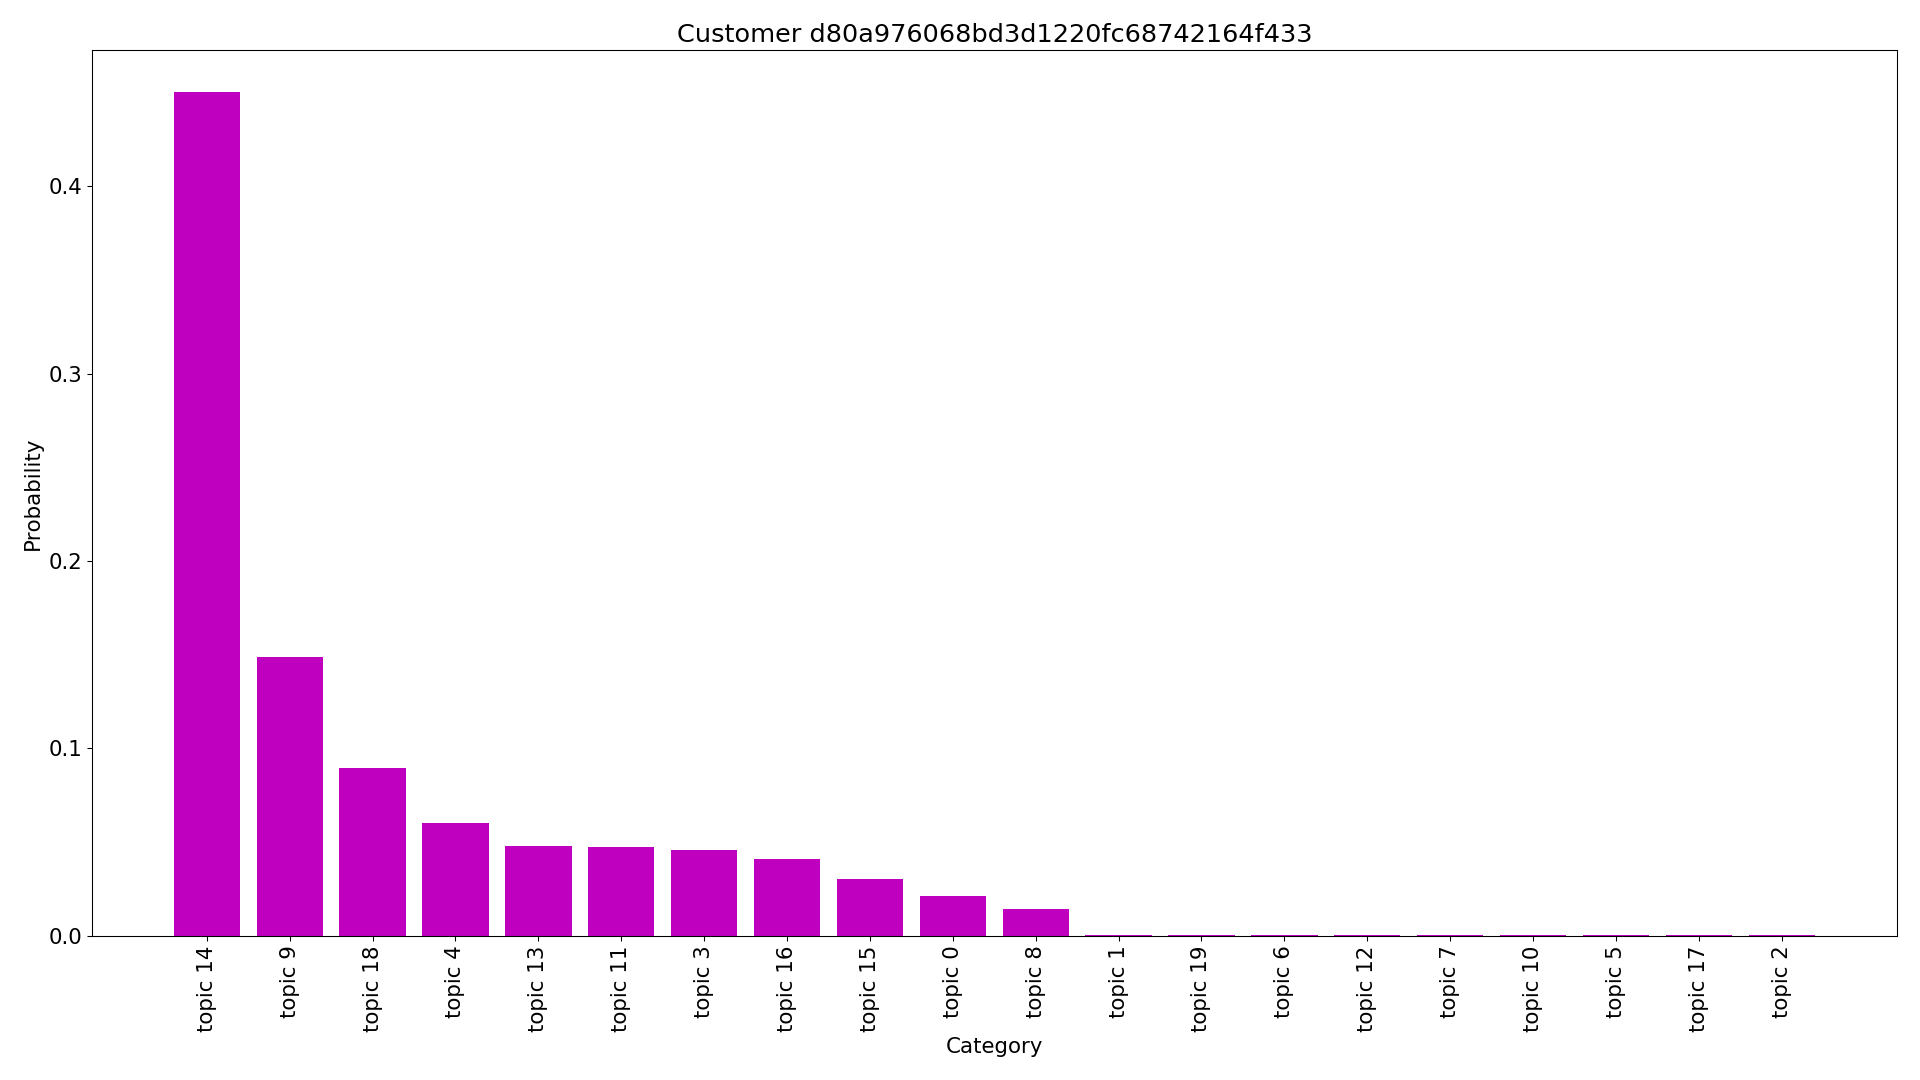 Customer d80a976068bd3d1220fc68742164f433
Probability
0.4
0.3
0.2
0.1
0.0
topic 14
topic 9
topic 18
topic 4
topic 13
topic 11
topic 3
topic 16
topic 15
topic 0
topic 8
topic 1
topic 19
topic 6
topic 12
topic 7
topic 10
topic 5
topic 17
topic 2
Category